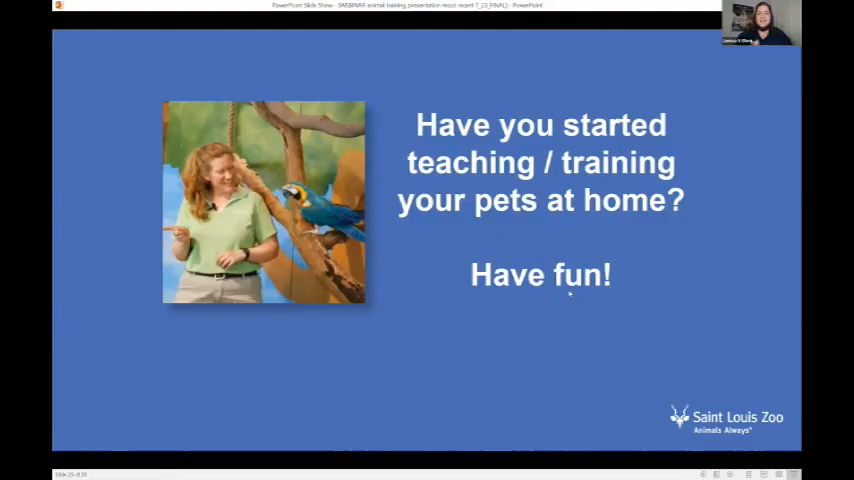 PowerPoint Slide Show - [WEBINAR animal training presentation most recent 7_23_FINAL] - PowerPoint
Have you started
teaching / training
your pets at home?
Have fun!
Saint Louis Zoo
Animals Always